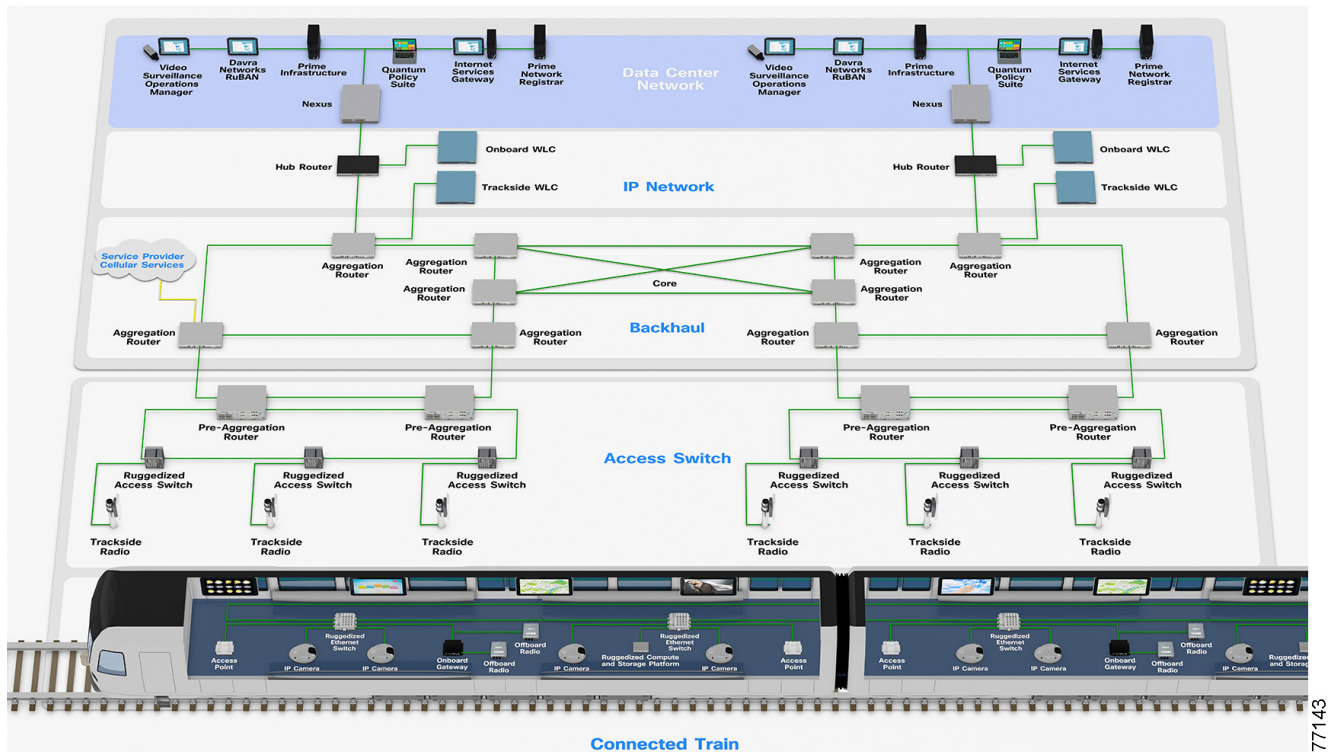 Video
Surveillance
Operations
Manager
Davra
Networks
RuBAN
Prime
Infrastructure
Quantum
Policy
Suite
Internet
Services
Gateway
Prime
Network
Registrar
Data Center
Network
Video
Surveillance
Operations
Manager
Davra
Networks
RuBAN
Prime
Infrastructure
Quantum
Policy
Suite
Internet
Services
Gateway
Prime
Network
Registrar
Nexus
Nexus
Hub Router
Onboard WLC
Trackside WLC
IP Network
Hub Router
Onboard WLC
Trackside WLC
Service Provider
Cellular Services
Aggregation
Router
Aggregation
Router
Aggregation
Router
Core
Aggregation
Router
Aggregation
Router
Aggregation
Router
Aggregation
Router
Aggregation
Router
Backhaul
Aggregation
Router
Aggregation
Router
Pre-Aggregation
Router
Pre-Aggregation
Router
Pre-Aggregation
Router
Pre-Aggregation
Router
Access Switch
Ruggedized
Access Switch
Ruggedized
Access Switch
Ruggedized
Access Switch
Ruggedized
Access Switch
Ruggedized
Access Switch
Ruggedized
Access Switch
Trackside
Radio
Trackside
Radio
Trackside
Radio
Trackside
Radio
Trackside
Radio
Trackside
Radio
Access
Point
IP Camera
Ruggedized
Ethernet
Switch
IP Camera
Onboard
Gateway
Offboard
Radio
Offboard
Radio
IP Camera
Ruggedized Compute
and Storage Platform
Ruggedized
Ethernet
Switch
IP Camera
Access
Point
Access
Point
IP Camera
Ruggedized
Ethernet
Switch
IP Camera
Onboard
Gateway
Offboard
Radio
Offboard
Radio
IP Camera
Ruggedized
and Storage
Connected Train
77143